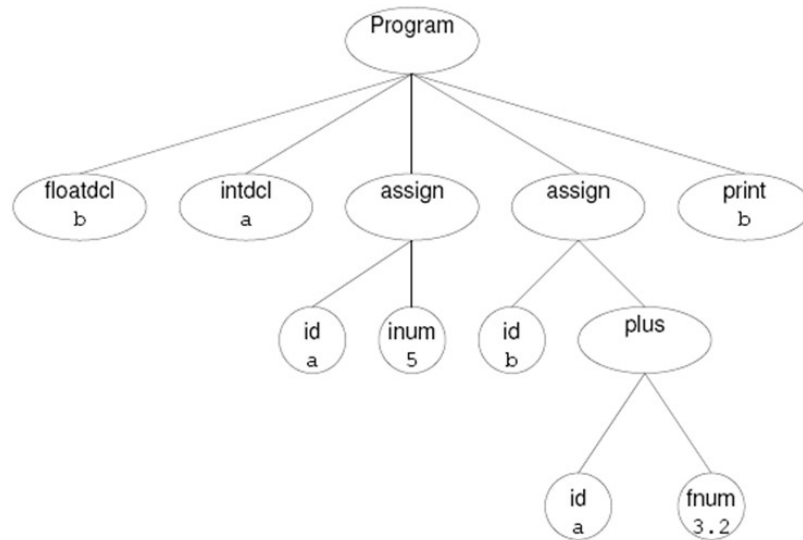 Program
floatdcl
b
intdcl
a
assign
assign
print
b
id
a
inum
5
id
b
plus
id
a
fnum
3.2